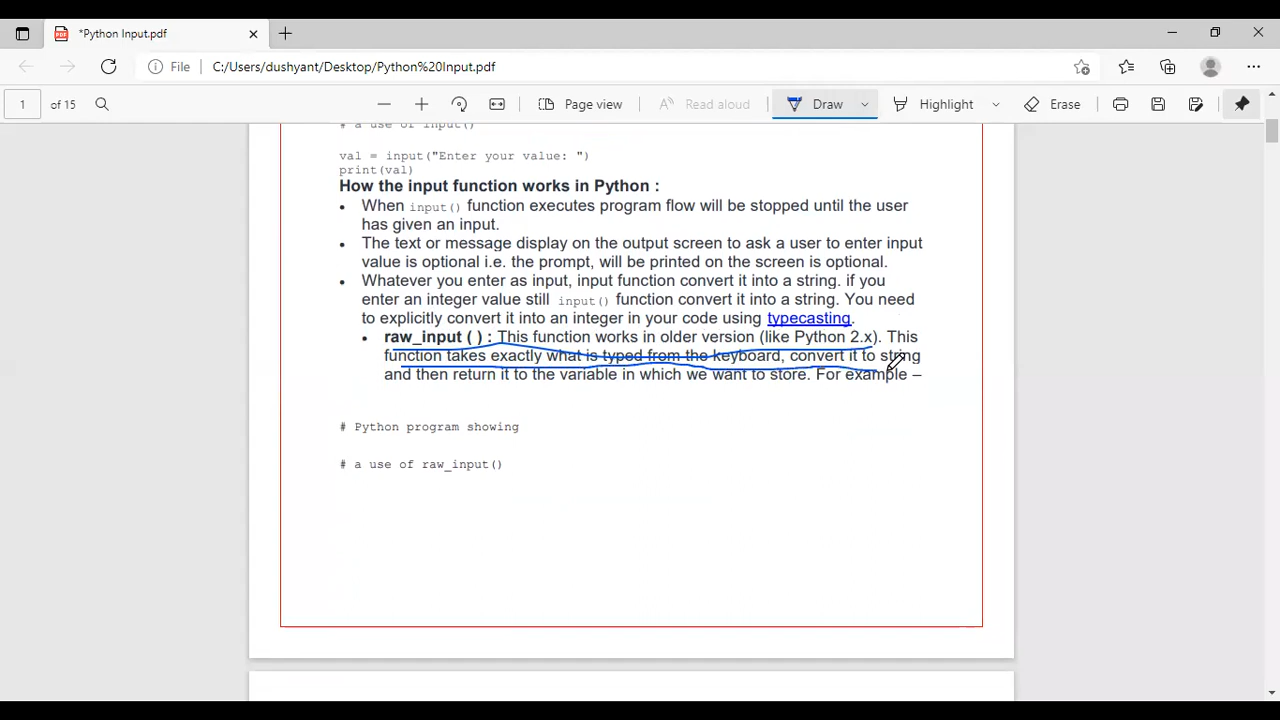 *Python Input.pdf
File C:/Users/dushyant/Desktop/Python%20Input.pdf
1 of 15 Page view Read aloud Draw Highlight Erase
# a use of input()
val = input("Enter your value: ")
print(val)
How the input function works in Python :
• When input() function executes program flow will be stopped until the user
has given an input.
• The text or message display on the output screen to ask a user to enter input
value is optional i.e. the prompt, will be printed on the screen is optional.
• Whatever you enter as input, input function convert it into a string. if you
enter an integer value still input() function convert it into a string. You need
to explicitly convert it into an integer in your code using typecasting.
• raw_input ( ) : This function works in older version (like Python 2.x). This
function takes exactly what is typed from the keyboard, convert it to string
and then return it to the variable in which we want to store. For example –
# Python program showing
# a use of raw_input()